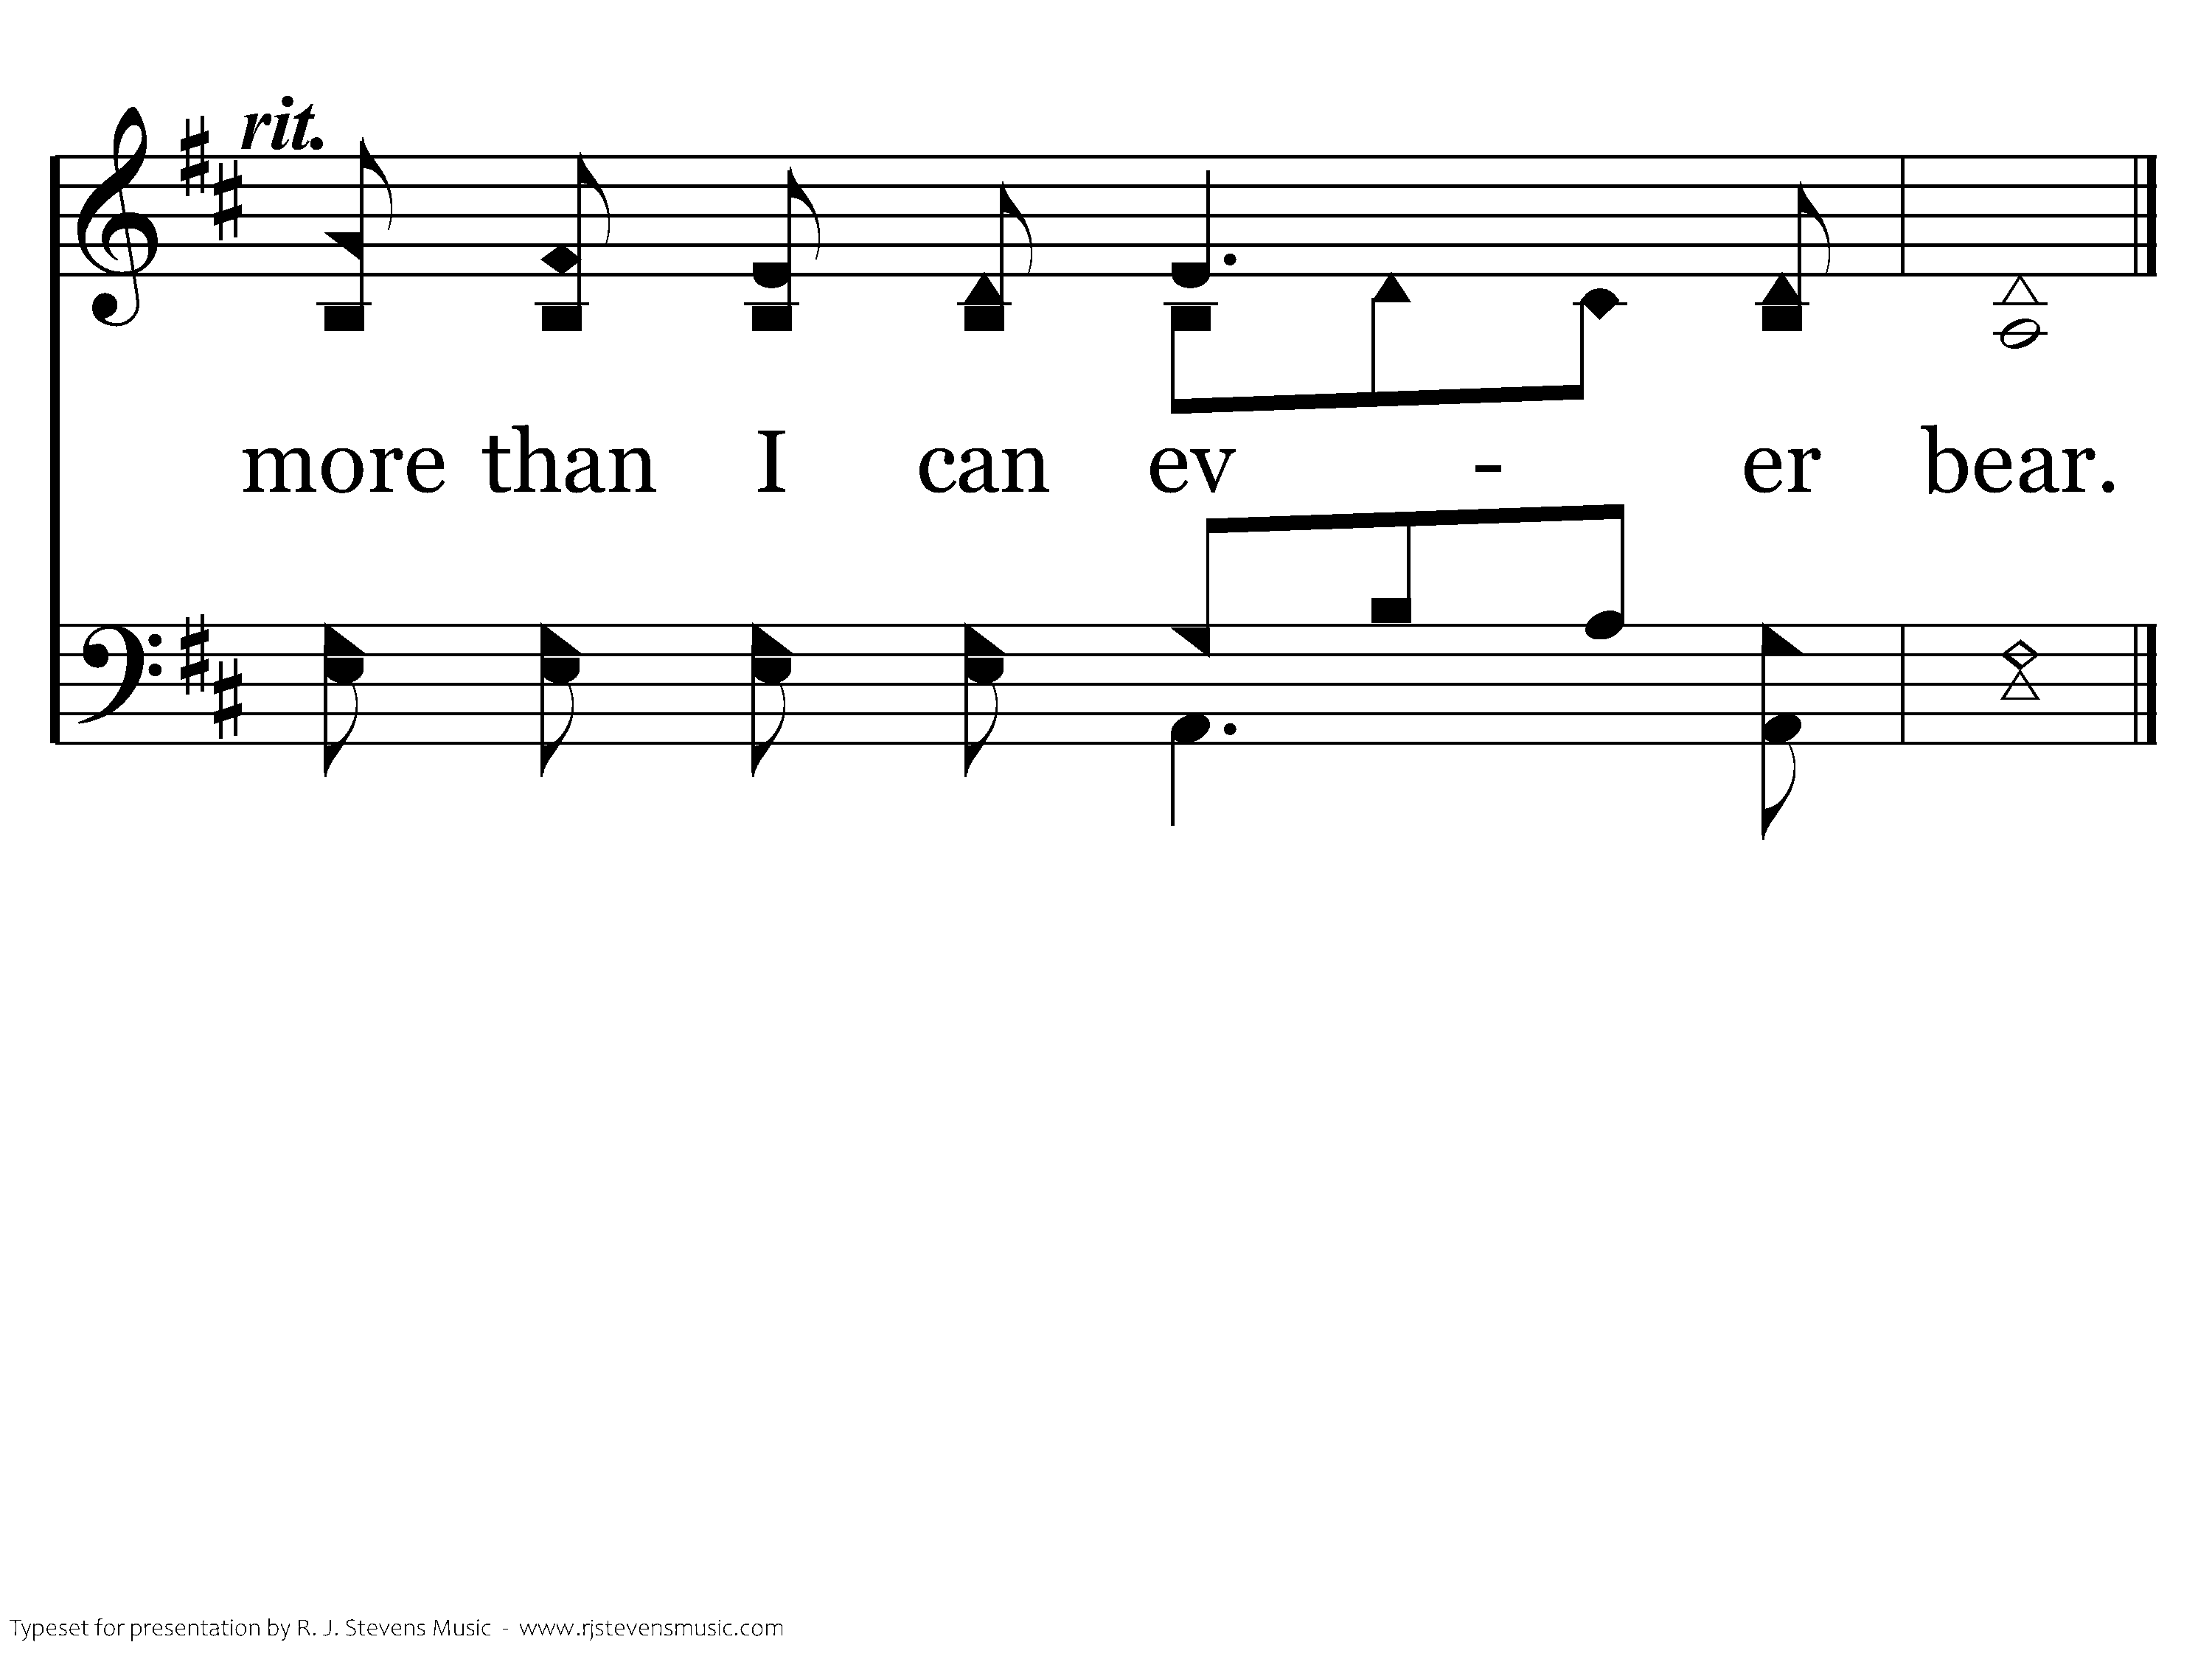 rit.
more than I can ev - er bear.
Typeset for presentation by R. J. Stevens Music - www.rjstevensmusic.com